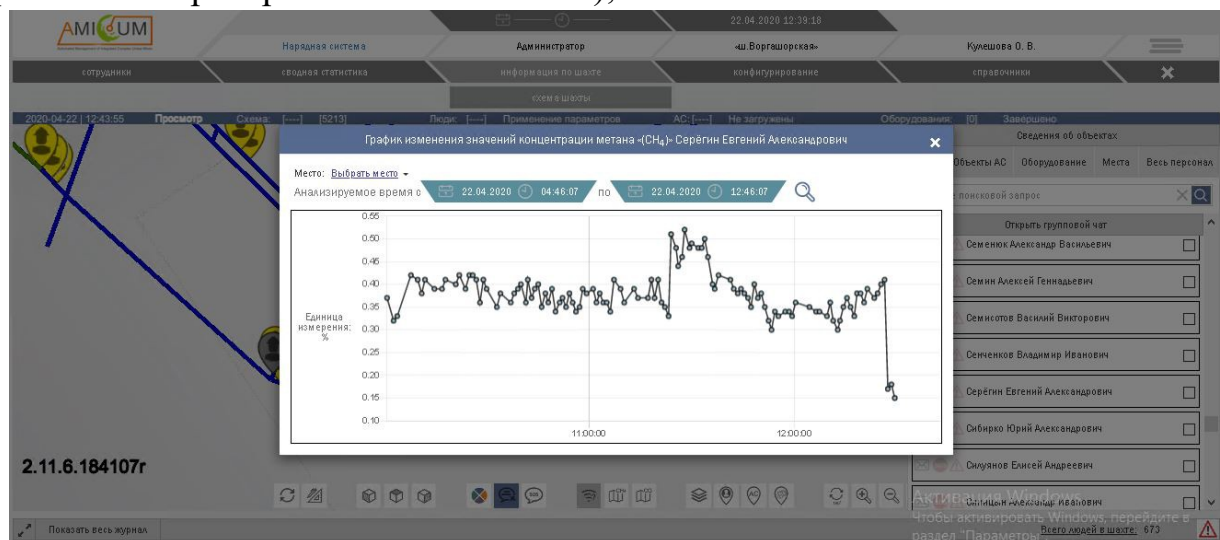 AMICUM
22.04.2020 12:39:18
Нарядная система
Администратор
«ш.Воргашорская»
Кулешова О. В.
сотрудники
сводная статистика
информация по шахте
конфигурирование
справочники
схема шахты
2020-04-22 | 12:43:55 Просмотр Схема: [----] [5213] Люди: [----] Применение параметров AC:[----] Не загружены Оборудования: [0] Завершено
График изменения значений концентрации метана «(CH₄)» Серёгин Евгений Александрович
Место: Выбрать место
Анализируемое время с 22.04.2020 04:46:07 по 22.04.2020 12:46:07
0.55
0.50
0.45
0.40
0.35
Единица измерения: %
0.30
0.25
0.20
0.15
0.10
11:00:00
12:00:00
Сведения об объектах:
Объекты АС Оборудование Места Весь персонал
поисковой запрос
Открыть групповой чат
Семенюк Александр Васильевич
Семин Алексей Геннадьевич
Семисотов Василий Викторович
Сенченков Владимир Иванович
Серёгин Евгений Александрович
Сибирко Юрий Александрович
Силуянов Елисей Андреевич
Синицын Александр Иванович
2.11.6.184107r
SOS
AC
Активация Windows
Чтобы активировать Windows, перейдите в
раздел "Параметры
Показать весь журнал
Всего людей в шахте: 673